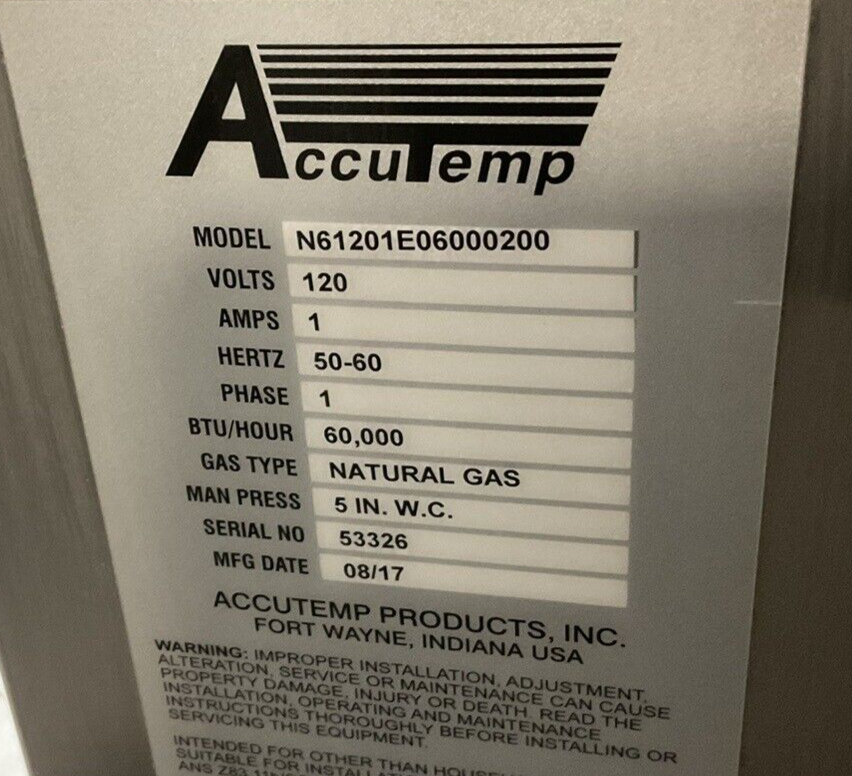 AccuTemp
MODEL N61201E06000200
VOLTS 120
AMPS 1
HERTZ 50-60
PHASE 1
BTU/HOUR 60,000
GAS TYPE NATURAL GAS
MAN PRESS 5 IN. W.C.
SERIAL NO 53326
MFG DATE 08/17
ACCUTEMP PRODUCTS, INC.
FORT WAYNE, INDIANA USA
WARNING: IMPROPER INSTALLATION, ADJUSTMENT,
ALTERATION, SERVICE OR MAINTENANCE CAN CAUSE
PROPERTY DAMAGE, INJURY OR DEATH. READ THE
INSTALLATION, OPERATING AND MAINTENANCE
INSTRUCTIONS THOROUGHLY BEFORE INSTALLING OR
SERVICING THIS EQUIPMENT.
INTENDED FOR OTHER THAN
SUITABLE FOR
ANS